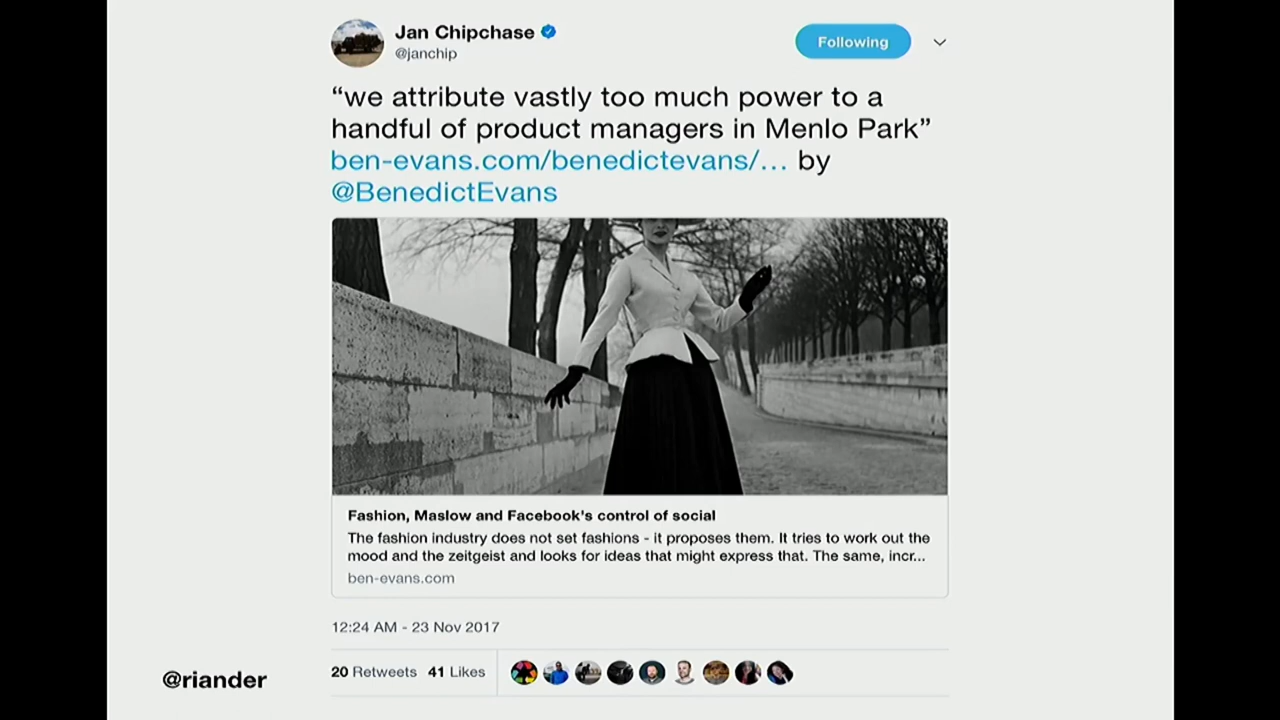 Jan Chipchase
@janchip
Following
“we attribute vastly too much power to a
handful of product managers in Menlo Park”
ben-evans.com/benedictevans/… by
@BenedictEvans
Fashion, Maslow and Facebook's control of social
The fashion industry does not set fashions - it proposes them. It tries to work out the
mood and the zeitgeist and looks for ideas that might express that. The same, incr...
ben-evans.com
12:24 AM - 23 Nov 2017
20 Retweets 41 Likes
@riander